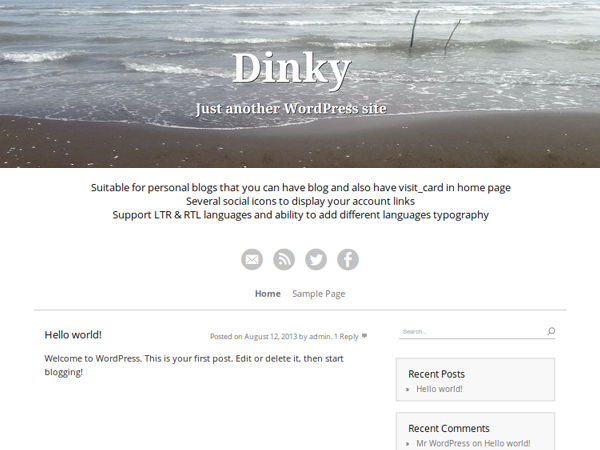 Dinky
Just another WordPress site
Suitable for personal blogs that you can have blog and also have visit_card in home page
Several social icons to display your account links
Support LTR & RTL languages and ability to add different languages typography
Home Sample Page
Hello world!
Posted on August 12, 2013 by admin. 1 Reply
Welcome to WordPress. This is your first post. Edit or delete it, then start
blogging!
Search...
Recent Posts
» Hello world!
Recent Comments
» Mr WordPress on Hello world!